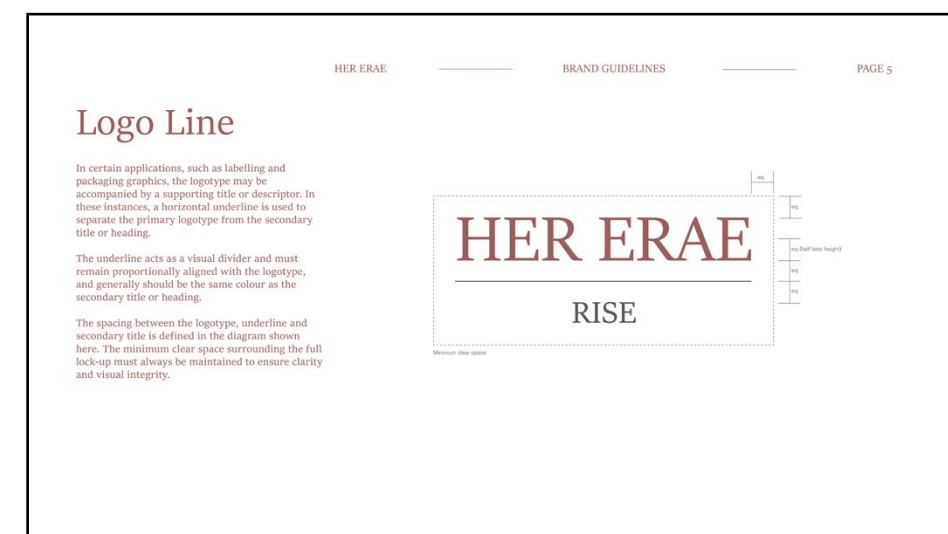 HER ERAE BRAND GUIDELINES PAGE 5
Logo Line
In certain applications, such as labelling and
packaging graphics, the logotype may be
accompanied by a supporting title or descriptor. In
these instances, a horizontal underline is used to
separate the primary logotype from the secondary
title or heading.
The underline acts as a visual divider and must
remain proportionally aligned with the logotype,
and generally should be the same colour as the
secondary title or heading.
The spacing between the logotype, underline and
secondary title is defined in the diagram shown
here. The minimum clear space surrounding the full
lock-up must always be maintained to ensure clarity
and visual integrity.
eq
eq
HER ERAE
eq (half leter height)
eq
eq
RISE
Minimum clear space